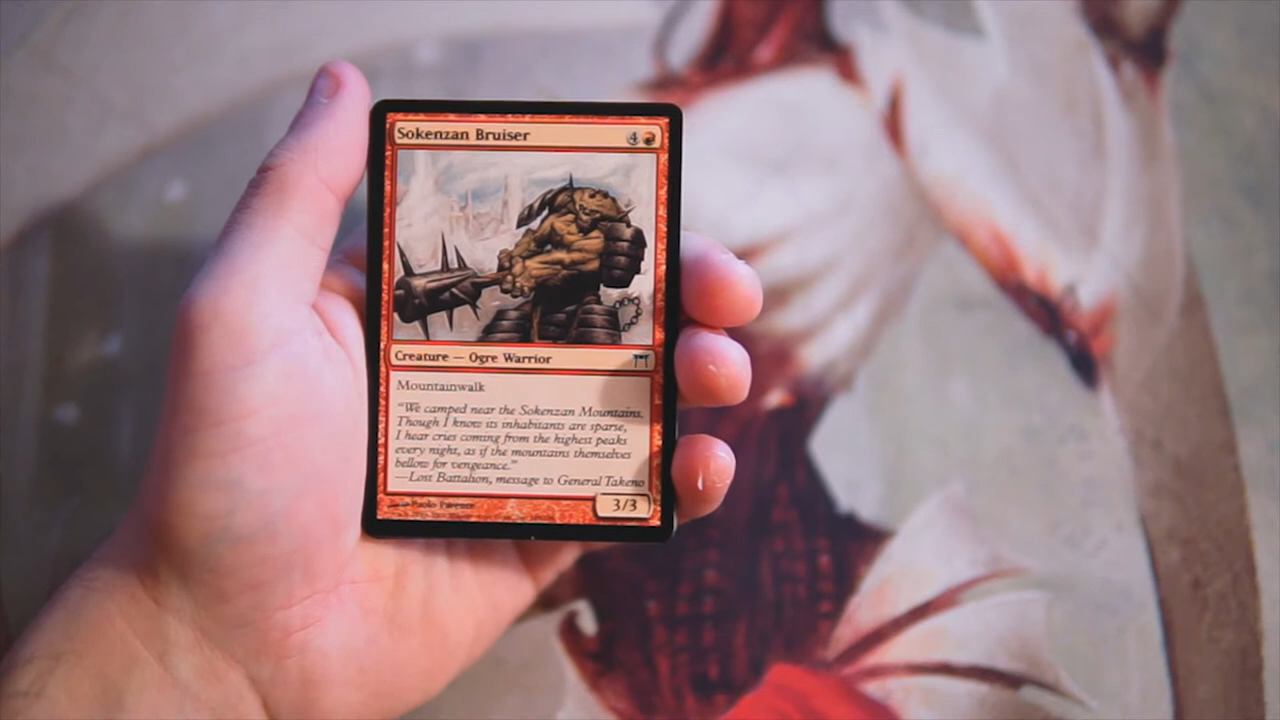 Sokenzan Bruiser 4
Creature — Ogre Warrior
Mountainwalk
"We camped near the Sokenzan Mountains.
Though I know its inhabitants are sparse,
I hear cries coming from the highest peaks
every night, as if the mountains themselves
bellow for vengeance."
—Lost Battalion, message to General Takeno
3/3
Paolo Parente